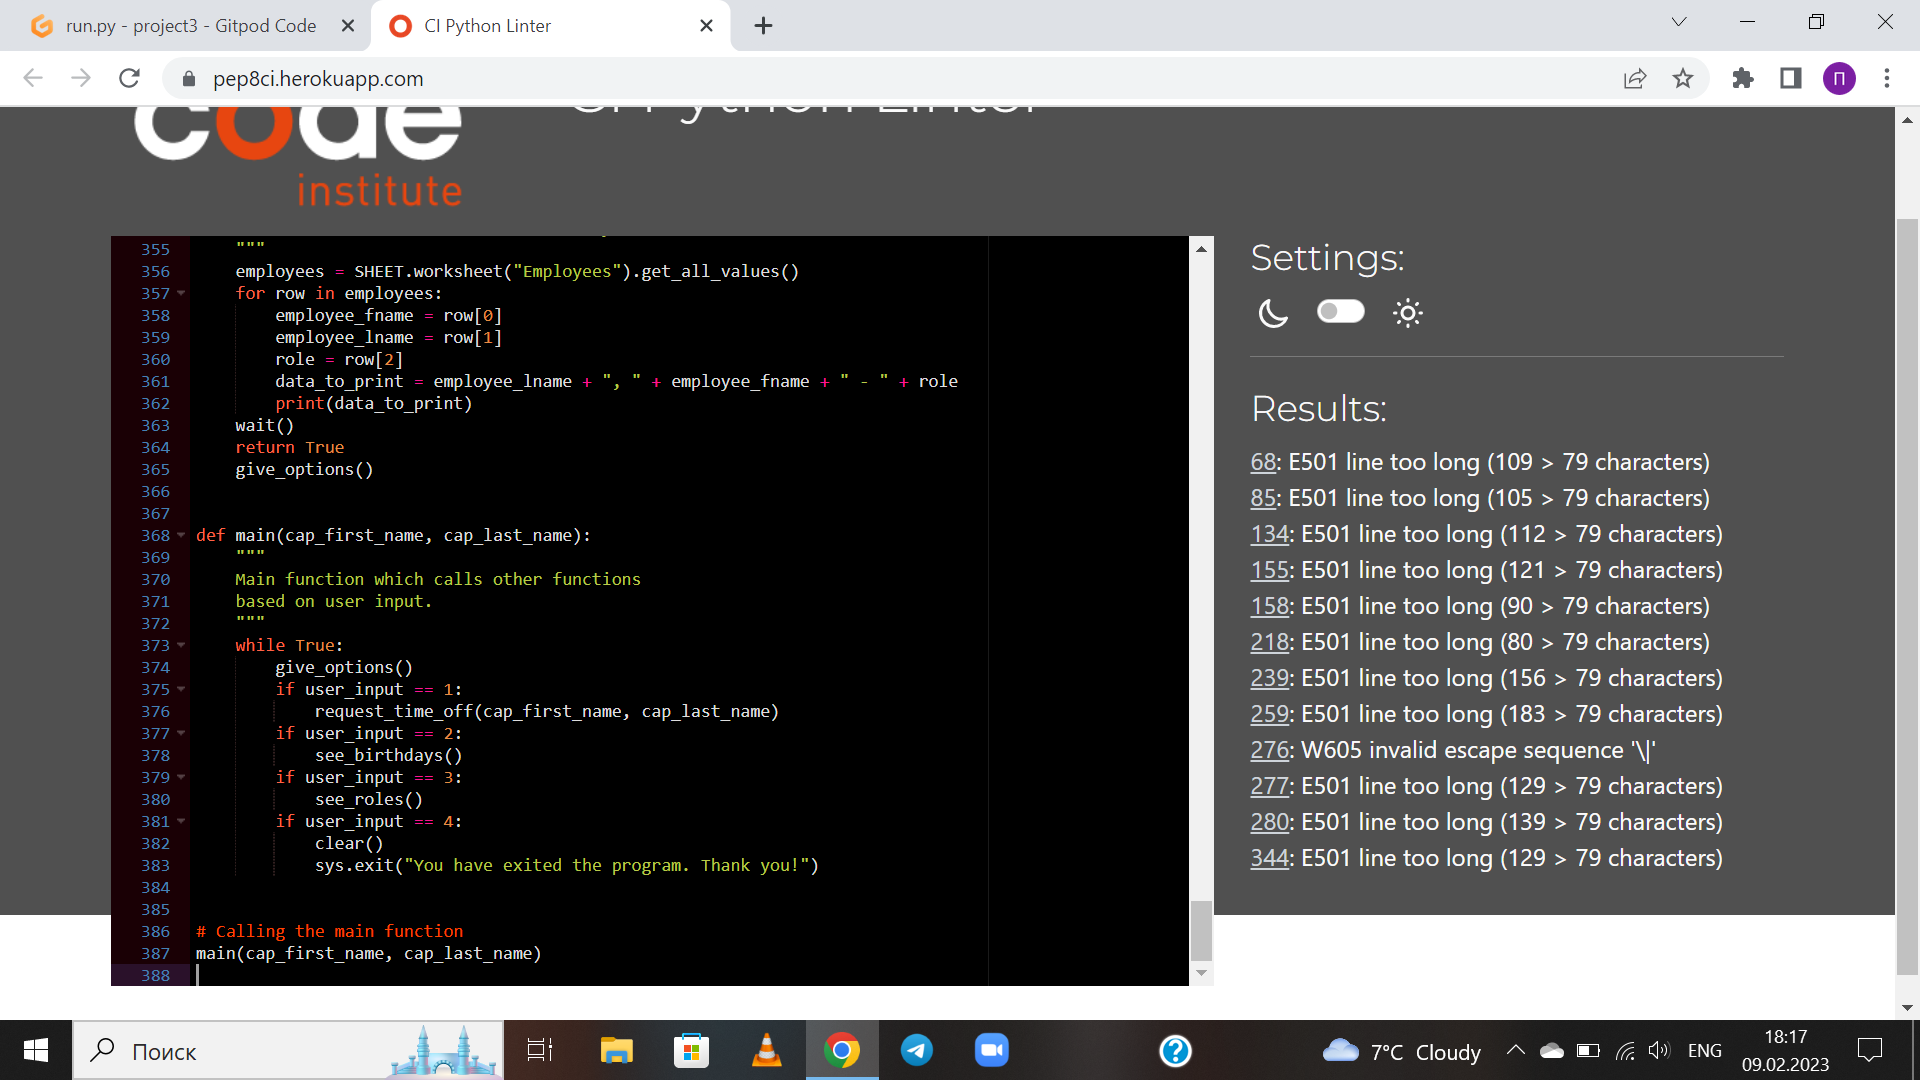 run.py - project3 - Gitpod Code
CI Python Linter
pep8ci.herokuapp.com
code
institute
CI Python Linter
355 """
356 employees = SHEET.worksheet("Employees").get_all_values()
357 for row in employees:
358 employee_fname = row[0]
359 employee_lname = row[1]
360 role = row[2]
361 data_to_print = employee_lname + ", " + employee_fname + " - " + role
362 print(data_to_print)
363 wait()
364 return True
365 give_options()
366
367
368 def main(cap_first_name, cap_last_name):
369 """
370 Main function which calls other functions
371 based on user input.
372 """
373 while True:
374 give_options()
375 if user_input == 1:
376 request_time_off(cap_first_name, cap_last_name)
377 if user_input == 2:
378 see_birthdays()
379 if user_input == 3:
380 see_roles()
381 if user_input == 4:
382 clear()
383 sys.exit("You have exited the program. Thank you!")
384
385
386 # Calling the main function
387 main(cap_first_name, cap_last_name)
388
Settings:
Results:
68: E501 line too long (109 > 79 characters)
85: E501 line too long (105 > 79 characters)
134: E501 line too long (112 > 79 characters)
155: E501 line too long (121 > 79 characters)
158: E501 line too long (90 > 79 characters)
218: E501 line too long (80 > 79 characters)
239: E501 line too long (156 > 79 characters)
259: E501 line too long (183 > 79 characters)
276: W605 invalid escape sequence '\|'
277: E501 line too long (129 > 79 characters)
280: E501 line too long (139 > 79 characters)
344: E501 line too long (129 > 79 characters)
П
Поиск
7°C Cloudy
ENG
18:17
09.02.2023